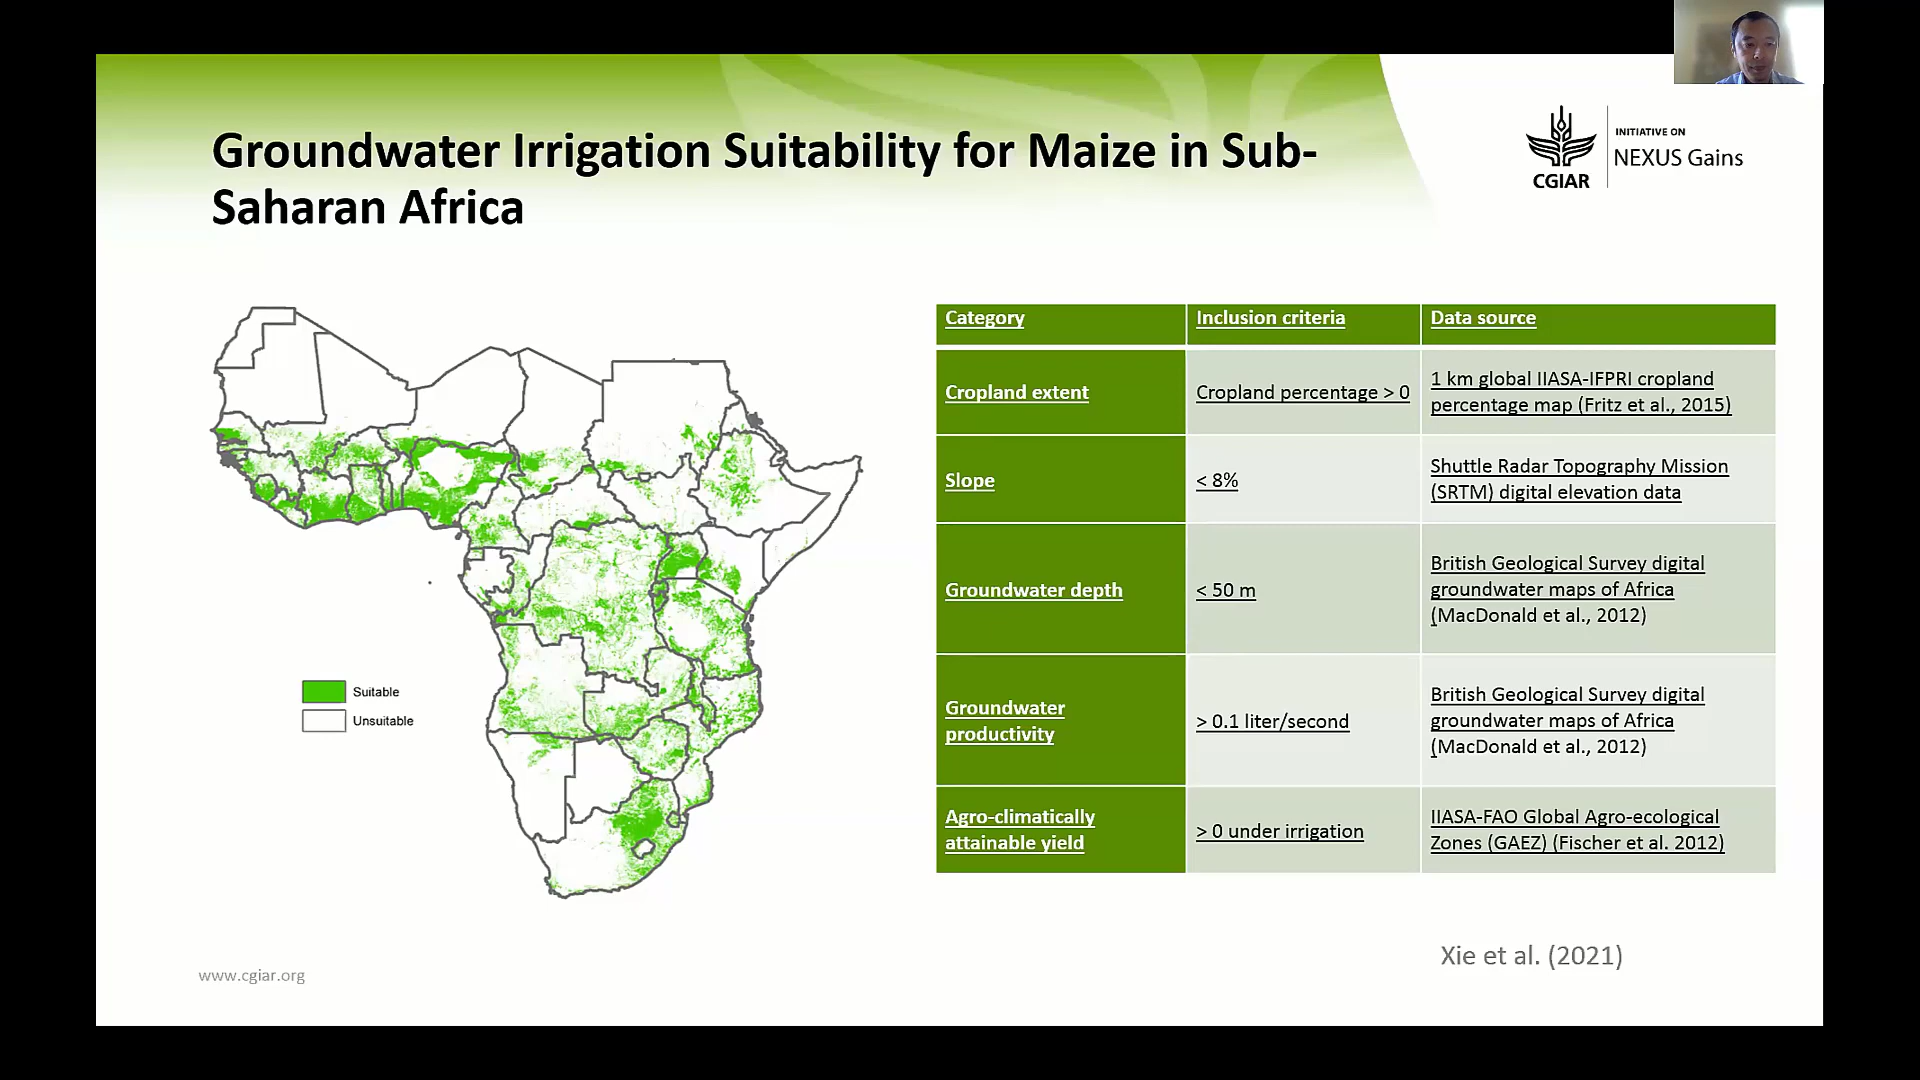 Groundwater Irrigation Suitability for Maize in Sub-
Saharan Africa
INITIATIVE ON
NEXUS Gains
CGIAR
Suitable
Unsuitable
Category
Inclusion criteria
Data source
Cropland extent
Cropland percentage > 0
1 km global IIASA-IFPRI cropland
percentage map (Fritz et al., 2015)
Slope
< 8%
Shuttle Radar Topography Mission
(SRTM) digital elevation data
Groundwater depth
< 50 m
British Geological Survey digital
groundwater maps of Africa
(MacDonald et al., 2012)
Groundwater
productivity
> 0.1 liter/second
British Geological Survey digital
groundwater maps of Africa
(MacDonald et al., 2012)
Agro-climatically
attainable yield
> 0 under irrigation
IIASA-FAO Global Agro-ecological
Zones (GAEZ) (Fischer et al. 2012)
Xie et al. (2021)
www.cgiar.org